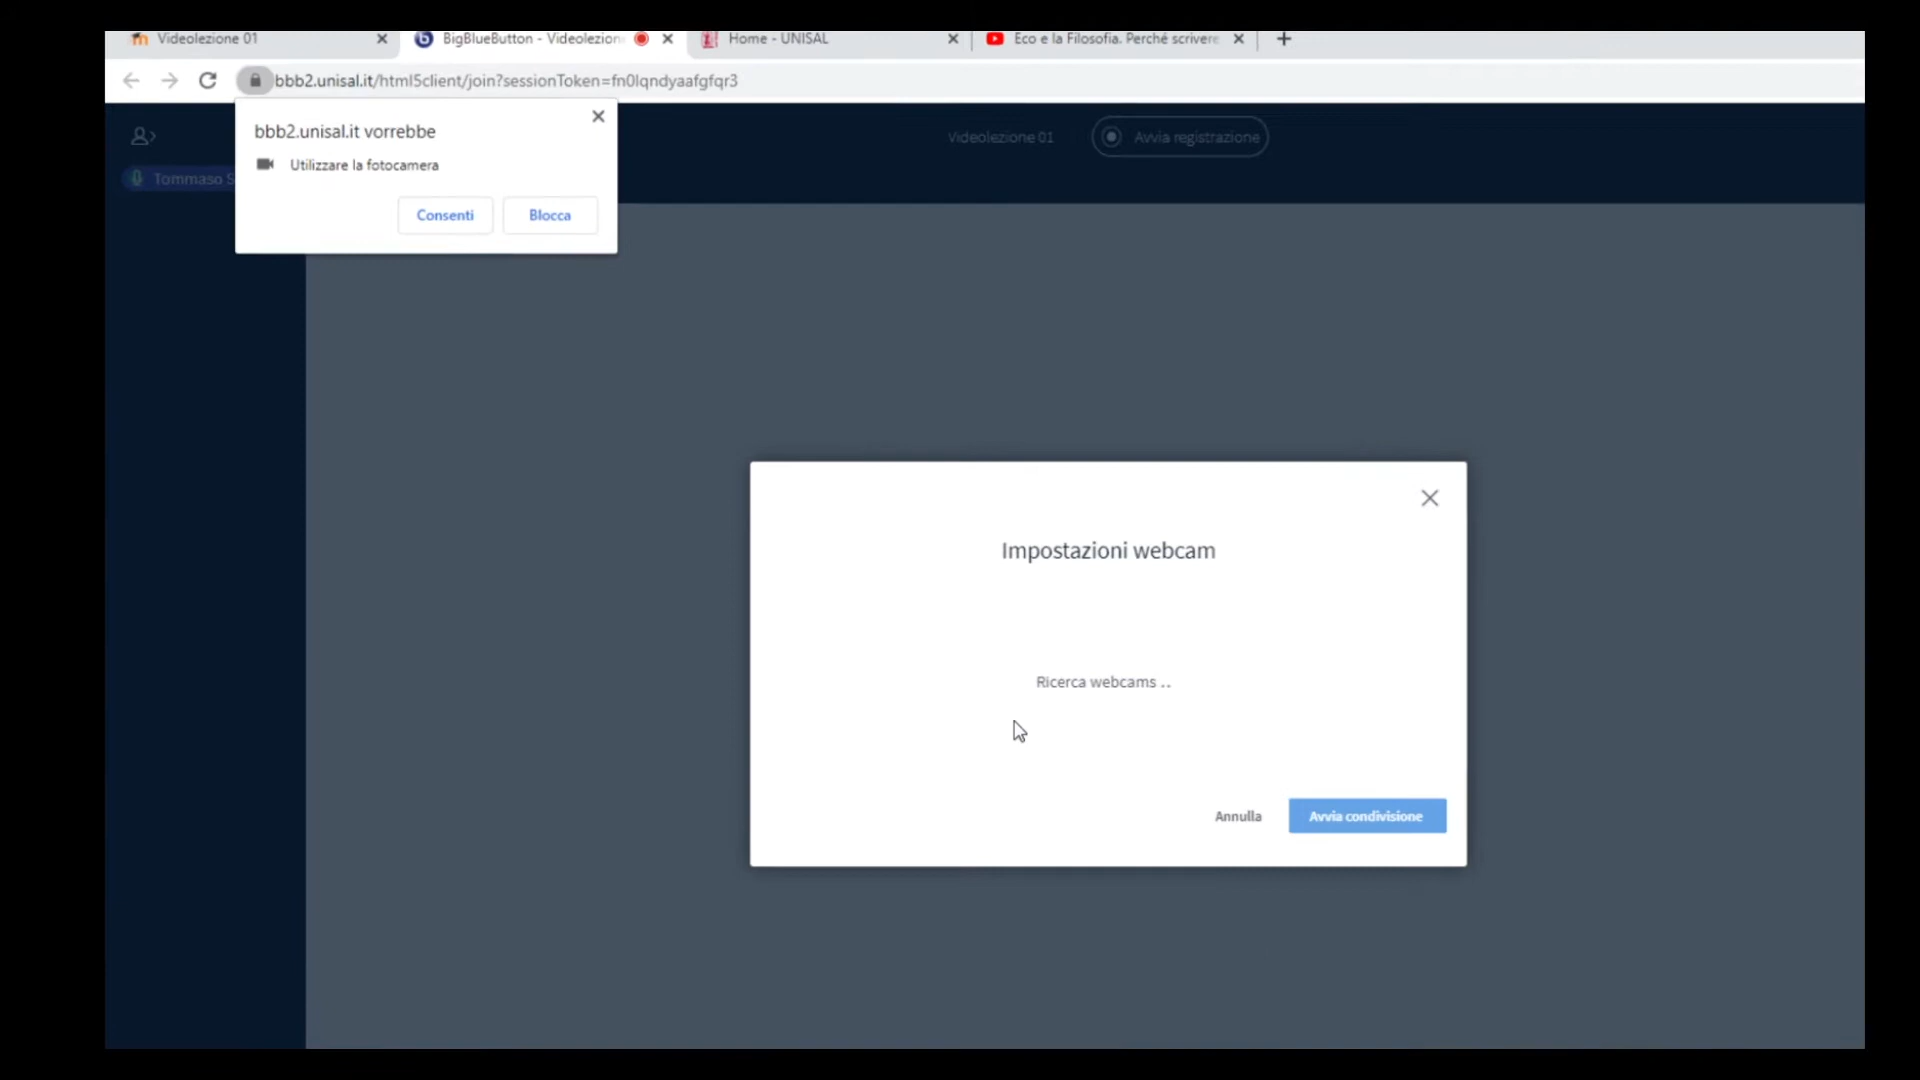 Videolezione 01
BigBlueButton - Videolezion
Home - UNISAL
Eco e la Filosofia. Perché scrivere
bbb2.unisal.it/html5client/join?sessionToken=fn0lqndyaafgfqr3
bbb2.unisal.it vorrebbe
Utilizzare la fotocamera
Consenti
Blocca
Videolezione 01
Avvia registrazione
Tommaso S
Impostazioni webcam
Ricerca webcams ..
Annulla
Avvia condivisione